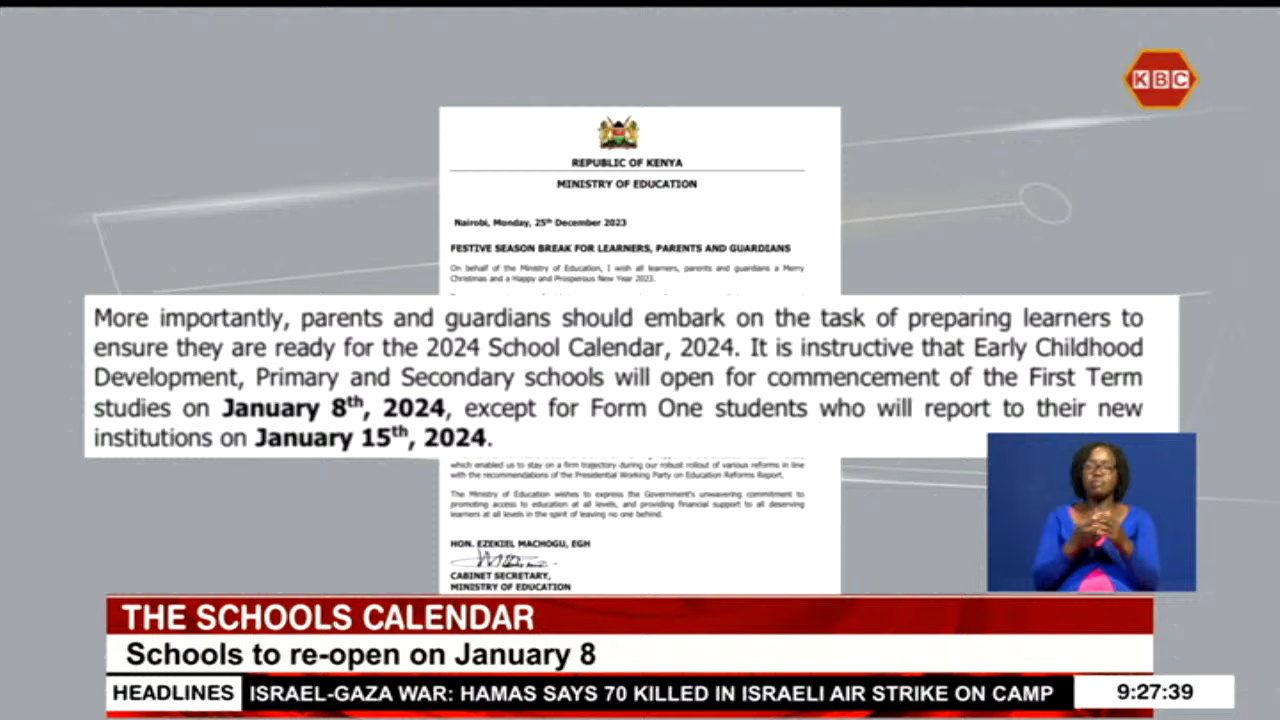 KBC
REPUBLIC OF KENYA
MINISTRY OF EDUCATION
Nairobi, Monday, 25th December 2023
FESTIVE SEASON BREAK FOR LEARNERS, PARENTS AND GUARDIANS
On behalf of the Ministry of Education, I wish all learners, parents and guardians a Merry
Christmas and a Happy and Prosperous New Year 2023.
More importantly, parents and guardians should embark on the task of preparing learners to
ensure they are ready for the 2024 School Calendar, 2024. It is instructive that Early Childhood
Development, Primary and Secondary schools will open for commencement of the First Term
studies on January 8th, 2024, except for Form One students who will report to their new
institutions on January 15th, 2024.
which enabled us to stay on a firm trajectory during our robust rollout of various reforms in line
with the recommendations of the Presidential Working Party on Education Reforms Report.
The Ministry of Education wishes to express the Government's unwavering commitment to
promoting access to education at all levels, and providing financial support to all deserving
learners at all levels in the spirit of leaving no one behind.
HON. EZEKIEL MACHOGU, EGH
CABINET SECRETARY,
MINISTRY OF EDUCATION
THE SCHOOLS CALENDAR
Schools to re-open on January 8
HEADLINES ISRAEL-GAZA WAR: HAMAS SAYS 70 KILLED IN ISRAELI AIR STRIKE ON CAMP 9:27:39